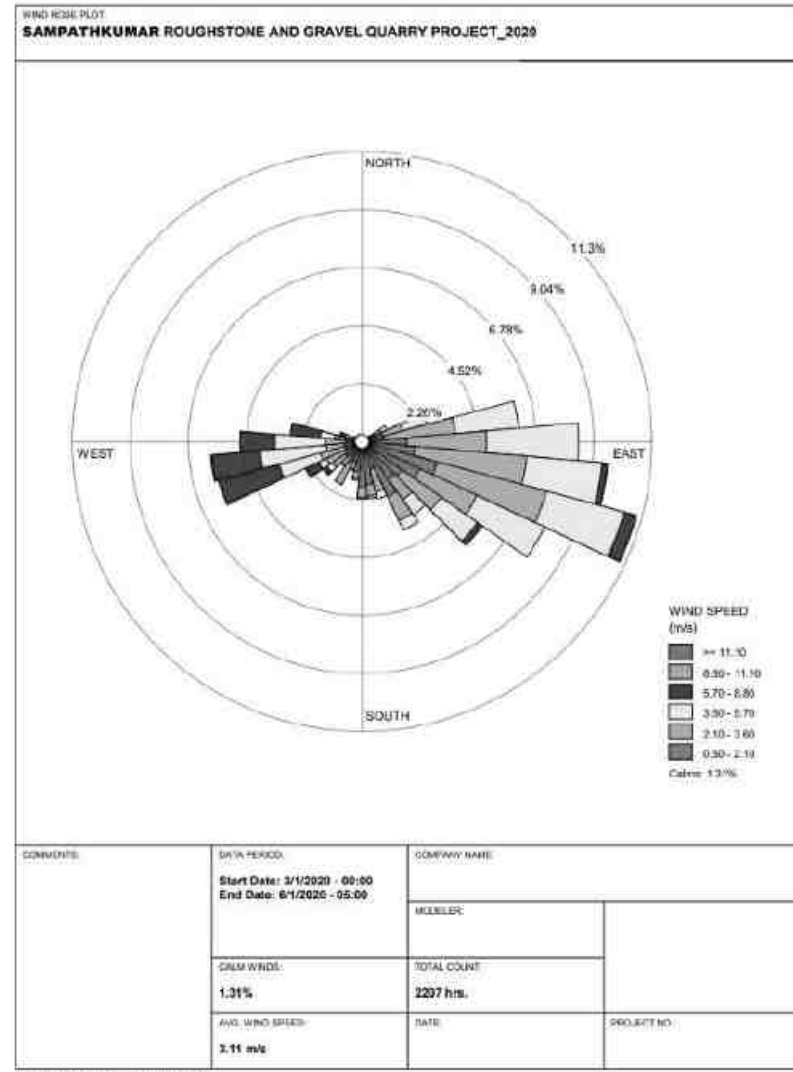 WIND ROSE PLOT:
SAMPATHKUMAR ROUGHSTONE AND GRAVEL QUARRY PROJECT_2020
NORTH
11.3%
9.04%
6.78%
4.52%
2.26%
WEST
EAST
SOUTH
WIND SPEED
(m/s)
>= 11.10
8.80 - 11.10
5.70 - 8.80
3.60 - 5.70
2.10 - 3.60
0.50 - 2.10
Calms: 1.31%
COMMENTS:
DATA PERIOD:
Start Date: 3/1/2020 - 00:00
End Date: 6/1/2020 - 05:00
COMPANY NAME:
MODELER:
CALM WINDS:
1.31%
TOTAL COUNT:
2207 hrs.
AVG. WIND SPEED:
3.11 m/s
DATE:
PROJECT NO.: